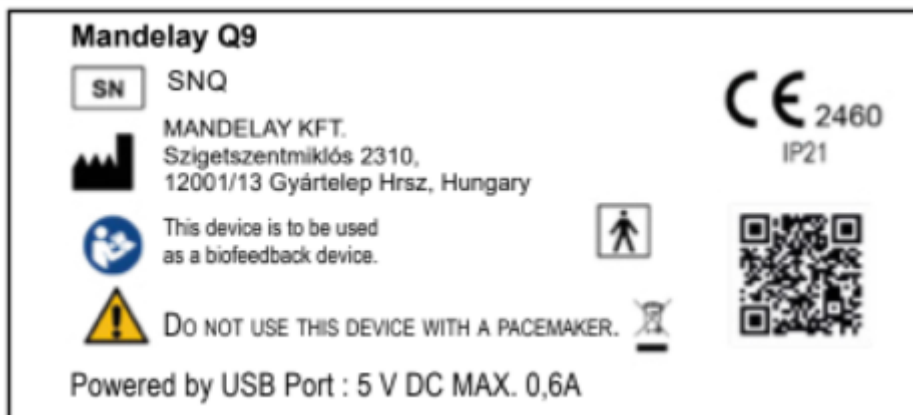 Mandelay Q9
SN SNQ
MANDELAY KFT.
Szigetszentmiklós 2310,
12001/13 Gyártelep Hrsz, Hungary
CE 2460
IP21
This device is to be used
as a biofeedback device.
DO NOT USE THIS DEVICE WITH A PACEMAKER.
Powered by USB Port : 5 V DC MAX. 0,6A